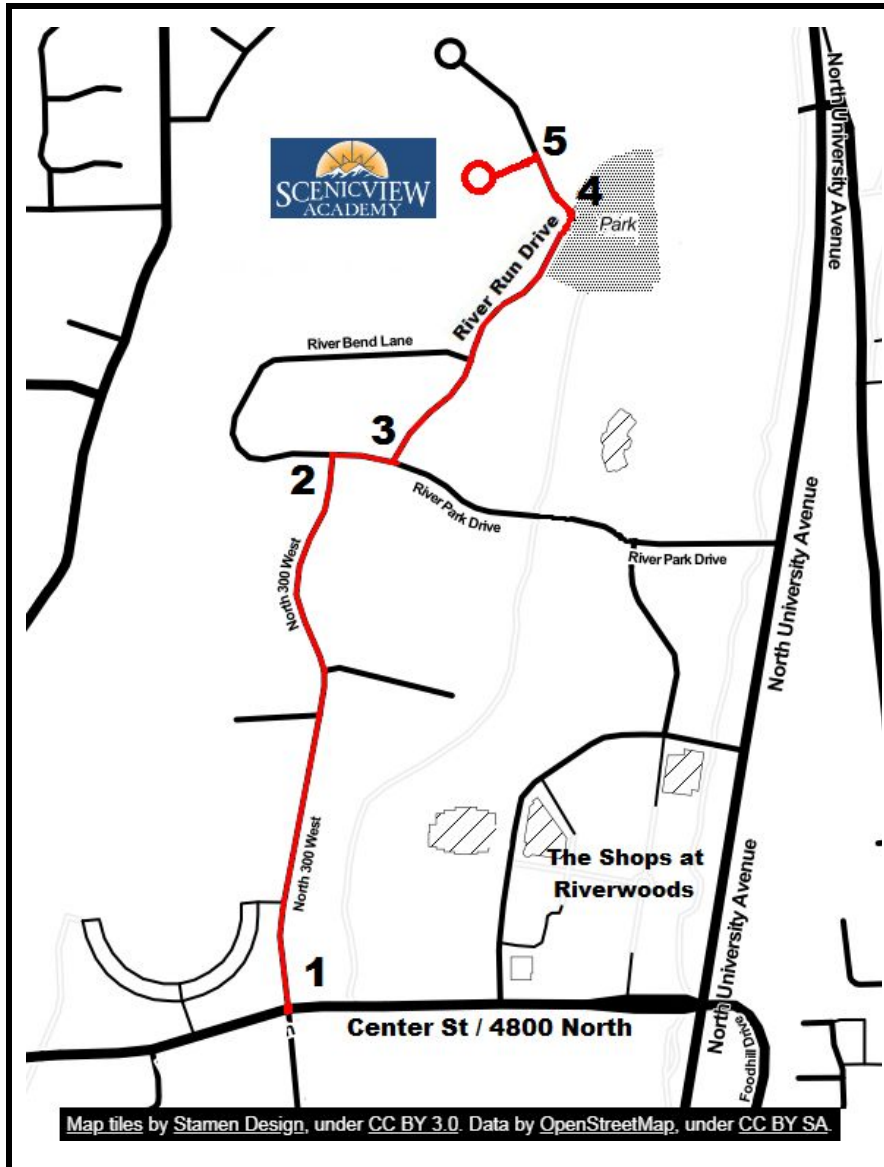 North University Avenue
North University Avenue
5
SCENICVIEW
ACADEMY
4
Park
River Run Drive
River Bend Lane
3
2
River Park Drive
River Park Drive
North 300 West
North University Avenue
North 300 West
The Shops at
Riverwoods
North University Avenue
1
Center St / 4800 North
Foodhill Drive
Map tiles by Stamen Design, under CC BY 3.0. Data by OpenStreetMap, under CC BY SA.